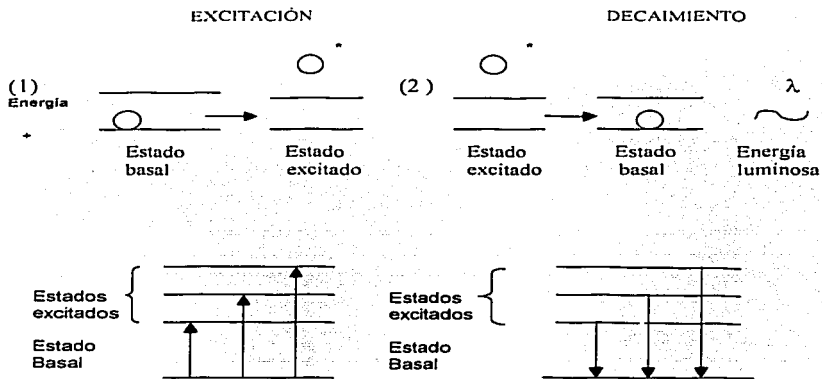 EXCITACIÓN
DECAIMIENTO
(1)
Energía
+
*
Estado
basal
Estado
excitado
(2)
*
λ
Estado
excitado
Estado
basal
Energía
luminosa
Estados
excitados
Estado
Basal
Estados
excitados
Estado
Basal